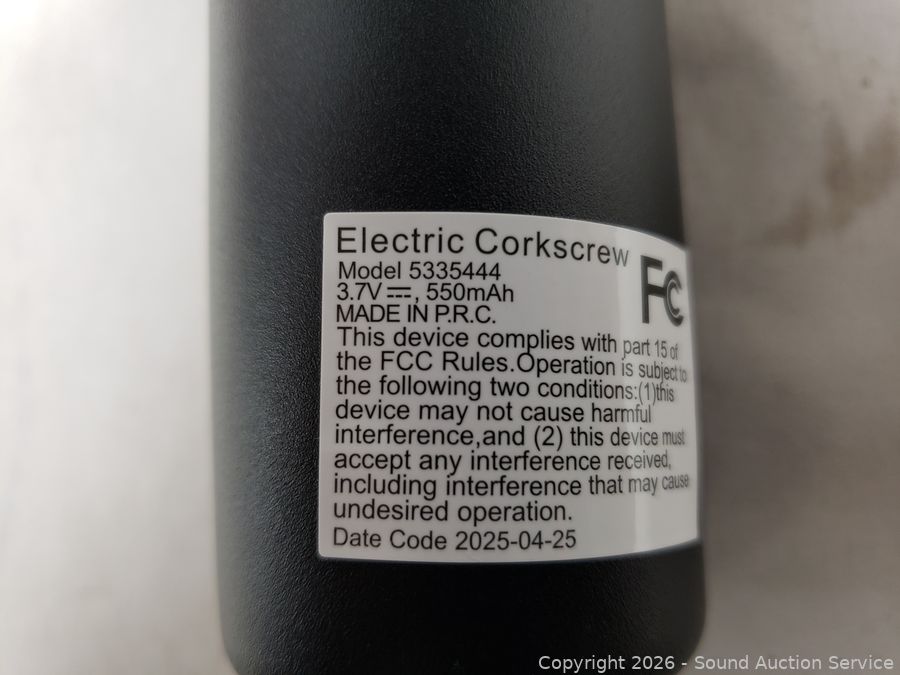 Electric Corkscrew
FC
Model 5335444
3.7V⎓, 550mAh
MADE IN P.R.C.
This device complies with part 15 of
the FCC Rules.Operation is subject to
the following two conditions:(1)this
device may not cause harmful
interference,and (2) this device must
accept any interference received,
including interference that may cause
undesired operation.
Date Code 2025-04-25
Copyright 2026 - Sound Auction Service